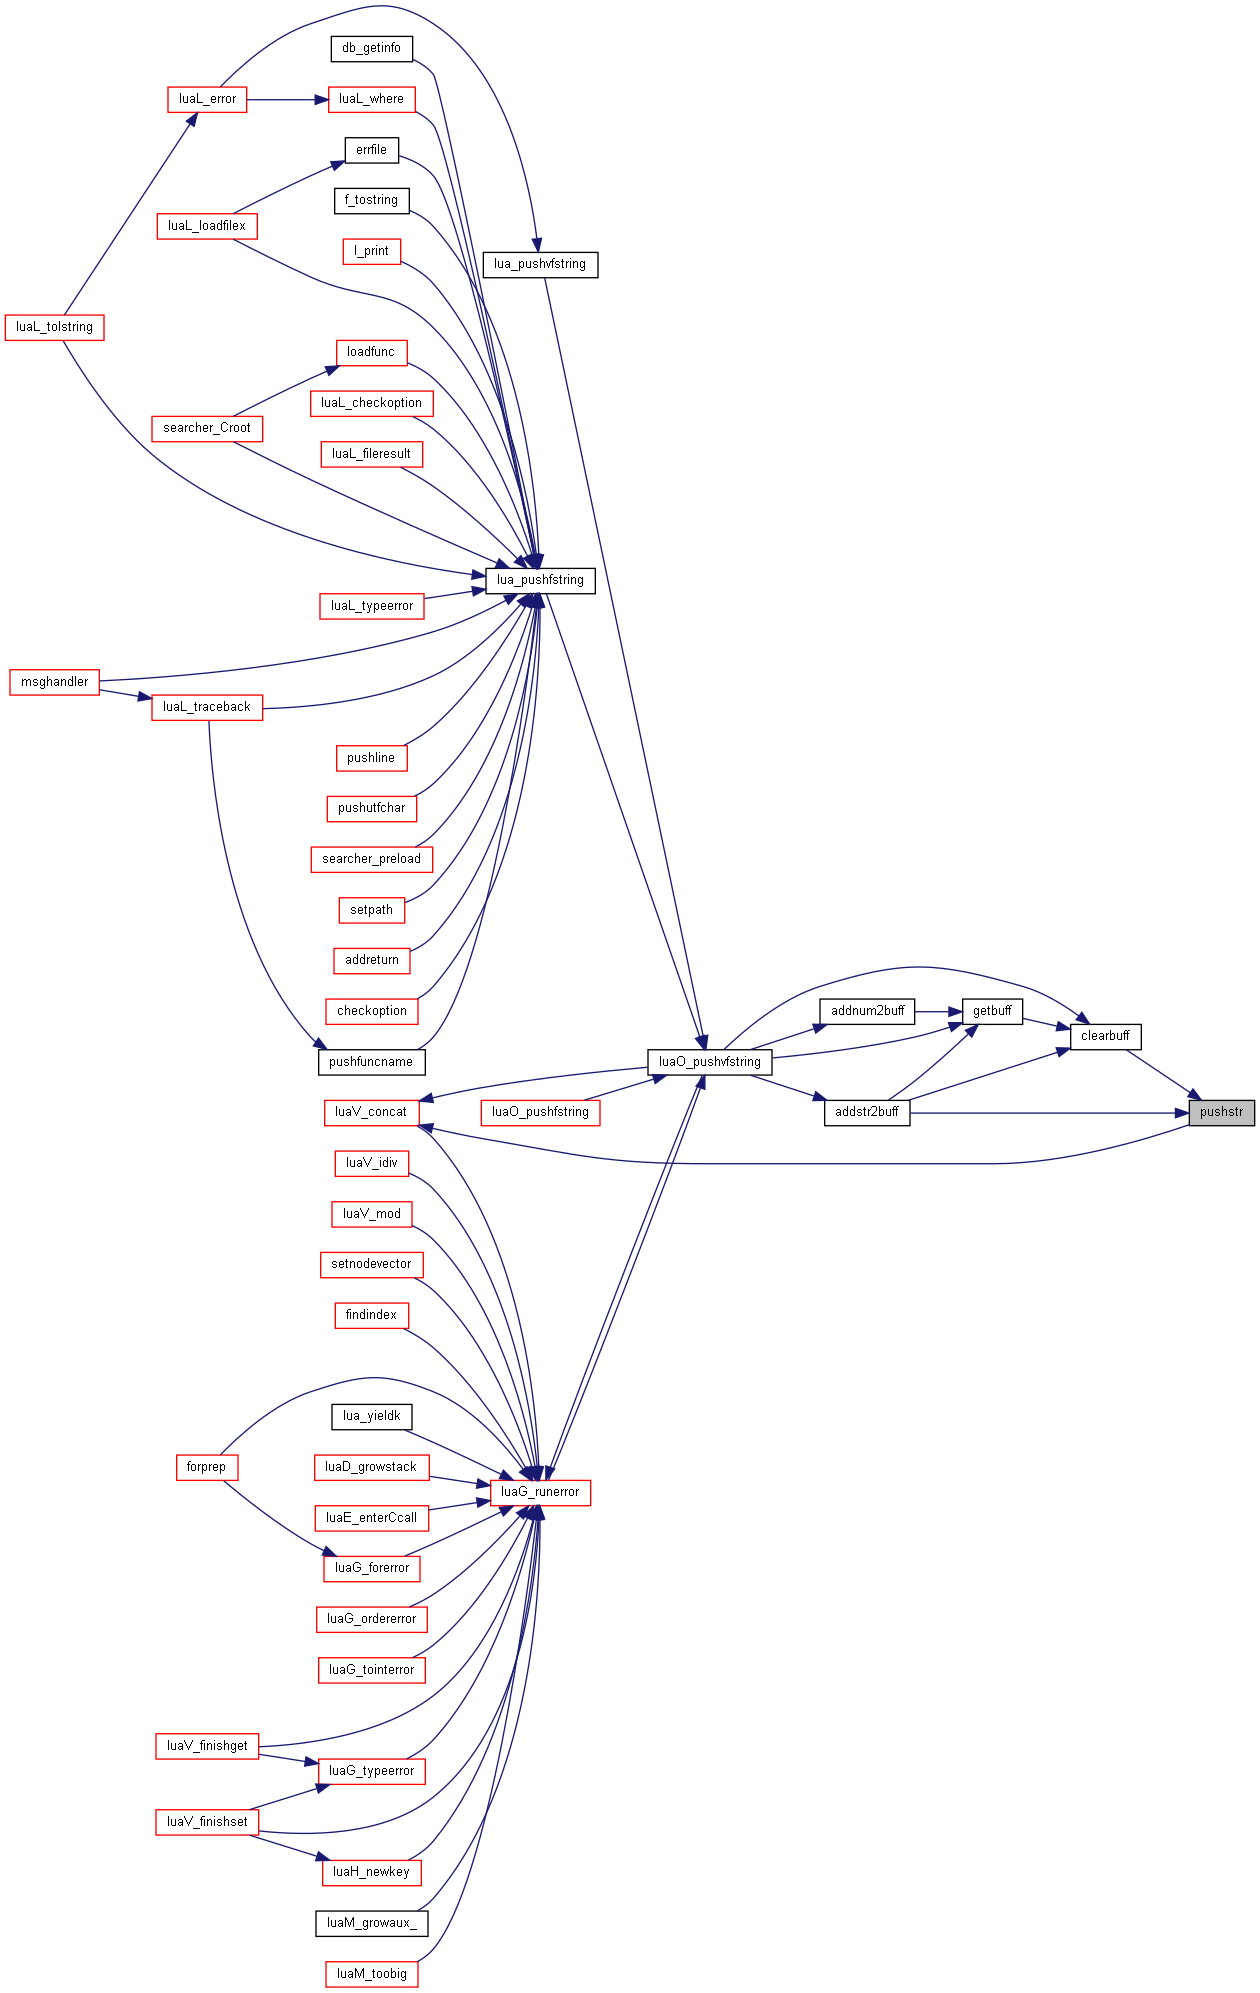 db_getinfo
luaL_error
luaL_where
errfile
f_tostring
luaL_loadfilex
l_print
lua_pushvfstring
luaL_tolstring
loadfunc
luaL_checkoption
searcher_Croot
luaL_fileresult
lua_pushfstring
luaL_typeerror
msghandler
luaL_traceback
pushline
pushutfchar
searcher_preload
setpath
addreturn
checkoption
addnum2buff
getbuff
clearbuff
pushfuncname
luaO_pushvfstring
luaV_concat
luaO_pushfstring
addstr2buff
pushstr
luaV_idiv
luaV_mod
setnodevector
findindex
lua_yieldk
forprep
luaD_growstack
luaG_runerror
luaE_enterCcall
luaG_forerror
luaG_ordererror
luaG_tointerror
luaV_finishget
luaG_typeerror
luaV_finishset
luaH_newkey
luaM_growaux_
luaM_toobig